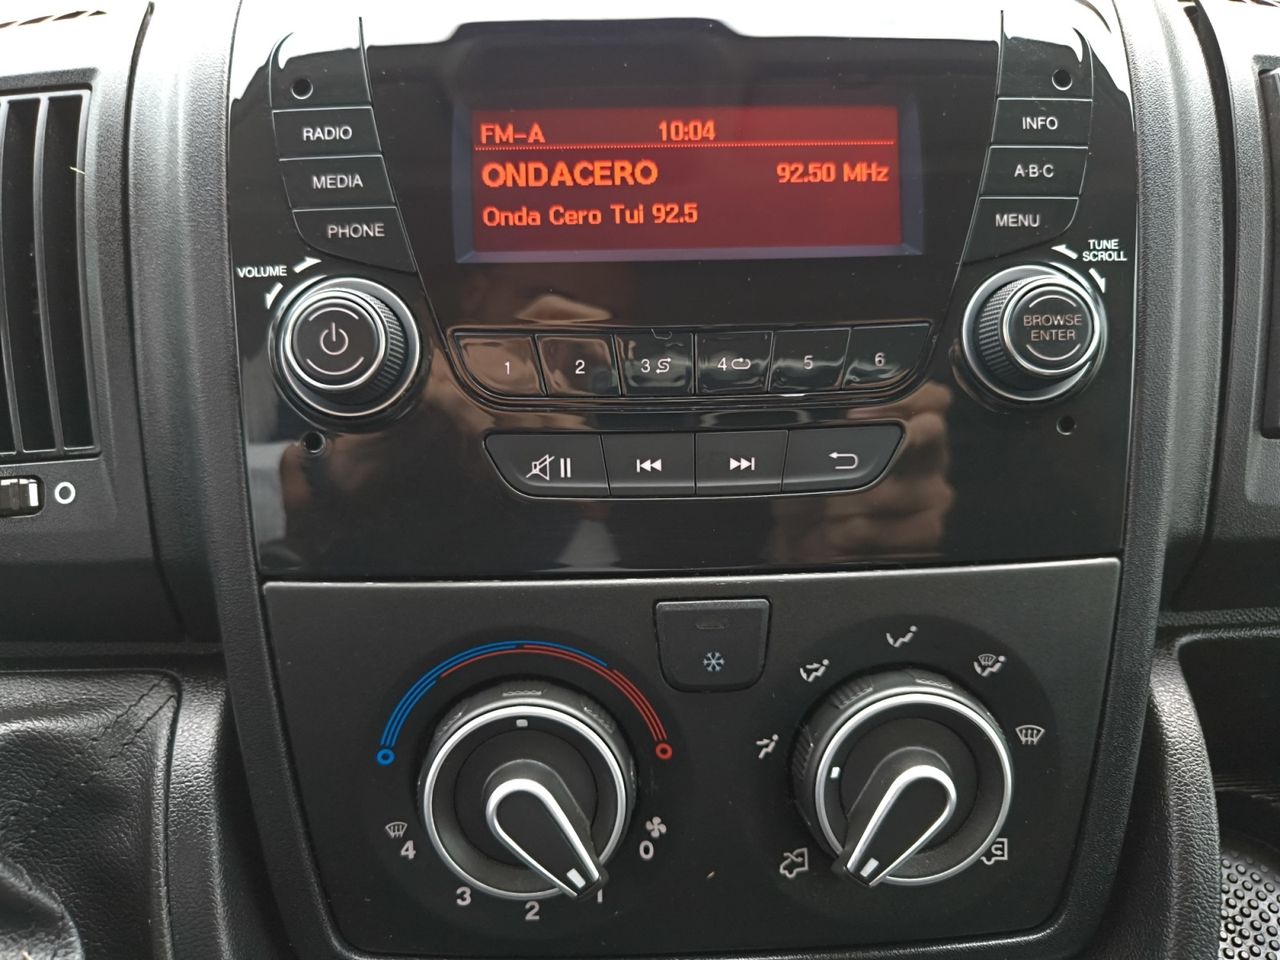 FM-A 10:04
ONDACERO 92.50 MHz
Onda Cero Tui 92.5
RADIO
MEDIA
PHONE
VOLUME
INFO
A·B·C
MENU
TUNE
SCROLL
BROWSE
ENTER
1 2 3 4 5 6
4 3 2 1 0